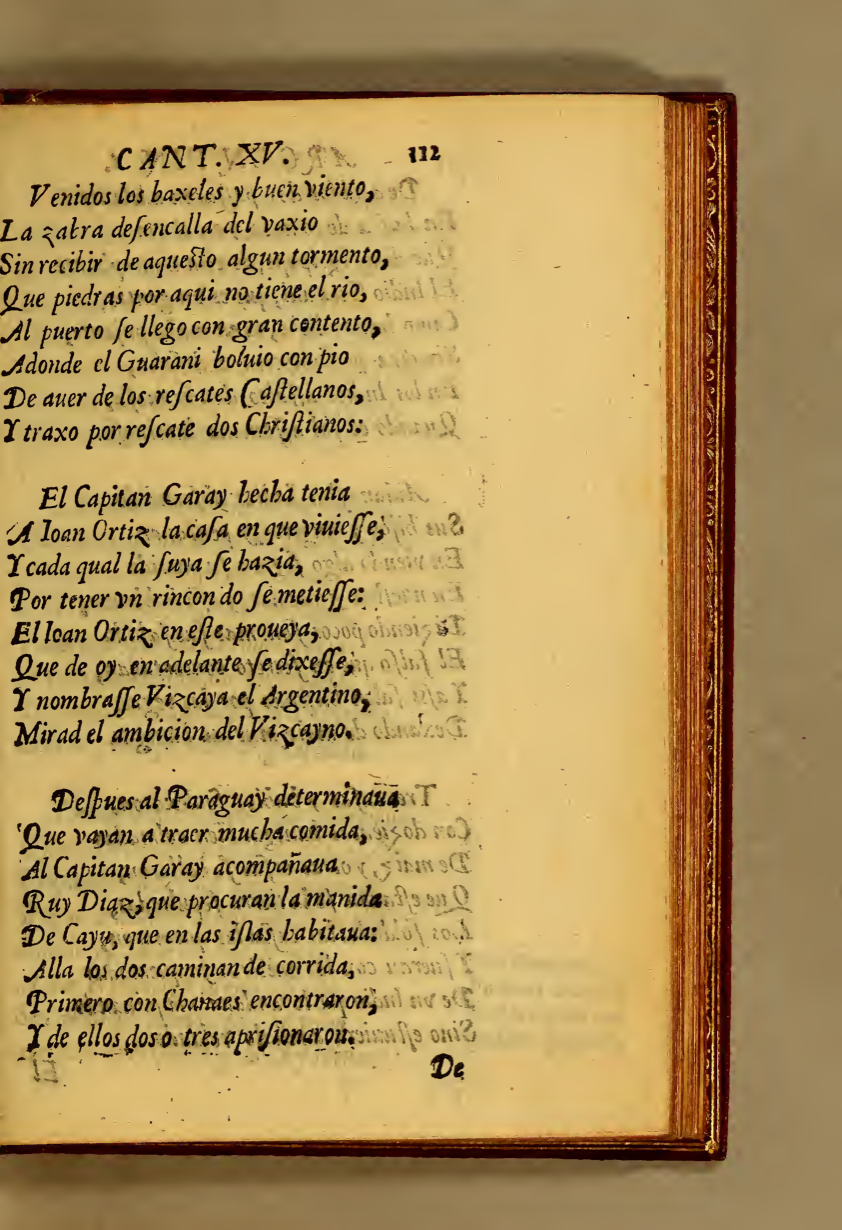 CANT. XV. 112
Venidos los baxeles y buen viento,
La zabra desencalla del vaxio
Sin recibir de aquesto algun tormento,
Que piedras por aqui no tiene el rio,
Al puerto se llego con gran contento,
Adonde el Guarani boluio con pio
De auer de los rescates Castellanos,
Y traxo por rescate dos Christianos:
El Capitan Garay hecha tenia
A Ioan Ortiz la casa en que viuiesse,
Y cada qual la suya se hazia,
Por tener vn rincon do se metiesse:
El Ioan Ortiz en este proueya,
Que de oy en adelante se dixesse,
Y nombrasse Vizcaya el Argentino,
Mirad el ambicion del Vizcayno.
Despues al Paraguay determinaua
Que vayan a traer mucha comida,
Al Capitan Garay acompañaua
Ruy Diaz, que procuran la manida
De Cayu, que en las islas habitaua:
Alla los dos caminan de corrida,
Primero con Chanaes encontraron,
Y de ellos dos o tres aprisionaron.
De